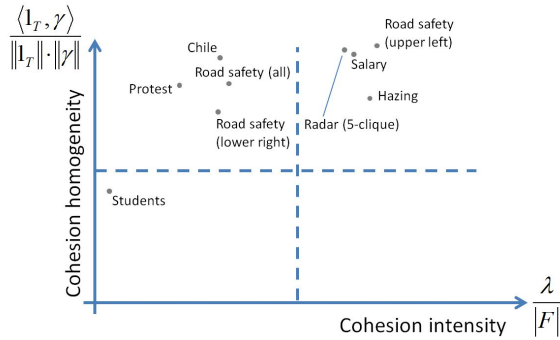 ⟨1_T, γ⟩
‖1_T‖·‖γ‖
Cohesion homogeneity
Chile
Road safety
(upper left)
Road safety (all)
Salary
Protest
Hazing
Road safety
(lower right)
Radar (5-clique)
Students
λ
|F|
Cohesion intensity